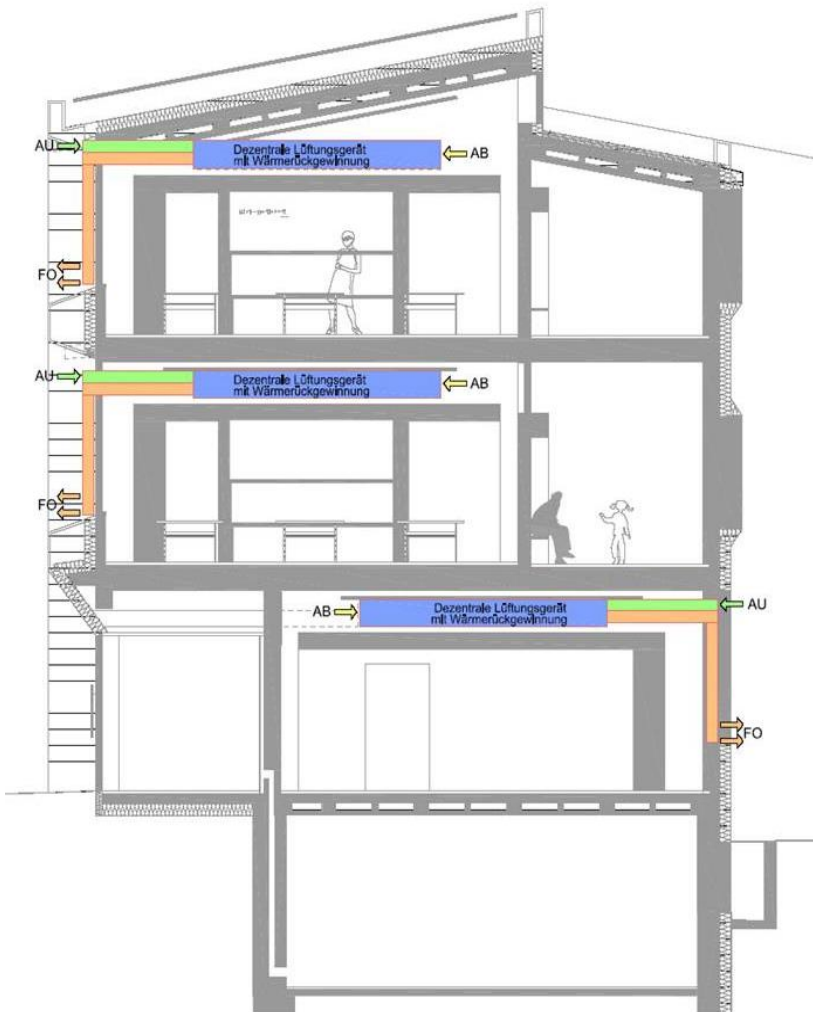 AU
Dezentrale Lüftungsgerät
mit Wärmerückgewinnung
AB
FO
AU
Dezentrale Lüftungsgerät
mit Wärmerückgewinnung
AB
FO
AB
Dezentrale Lüftungsgerät
mit Wärmerückgewinnung
AU
FO